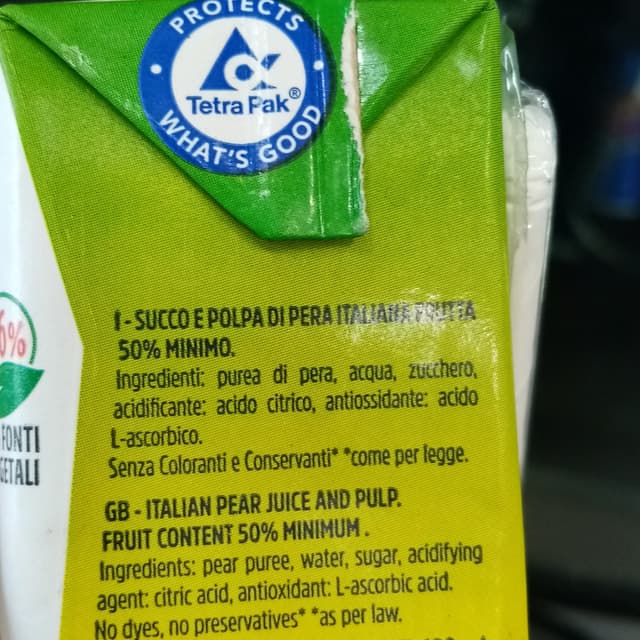 PROTECTS
Tetra Pak®
WHAT'S GOOD
%
FONTI
I - SUCCO E POLPA DI PERA ITALIANA FRUTTA
50% MINIMO.
Ingredienti: purea di pera, acqua, zucchero,
acidificante: acido citrico, antiossidante: acido
L-ascorbico.
Senza Coloranti e Conservanti* *come per legge.
GB - ITALIAN PEAR JUICE AND PULP.
FRUIT CONTENT 50% MINIMUM .
Ingredients: pear puree, water, sugar, acidifying
agent: citric acid, antioxidant: L-ascorbic acid.
No dyes, no preservatives* *as per law.